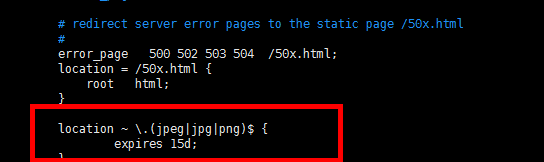 # redirect server error pages to the static page /50x.html
#
error_page 500 502 503 504 /50x.html;
location = /50x.html {
root html;
}
location ~ \.(jpeg|jpg|png)$ {
expires 15d;
}